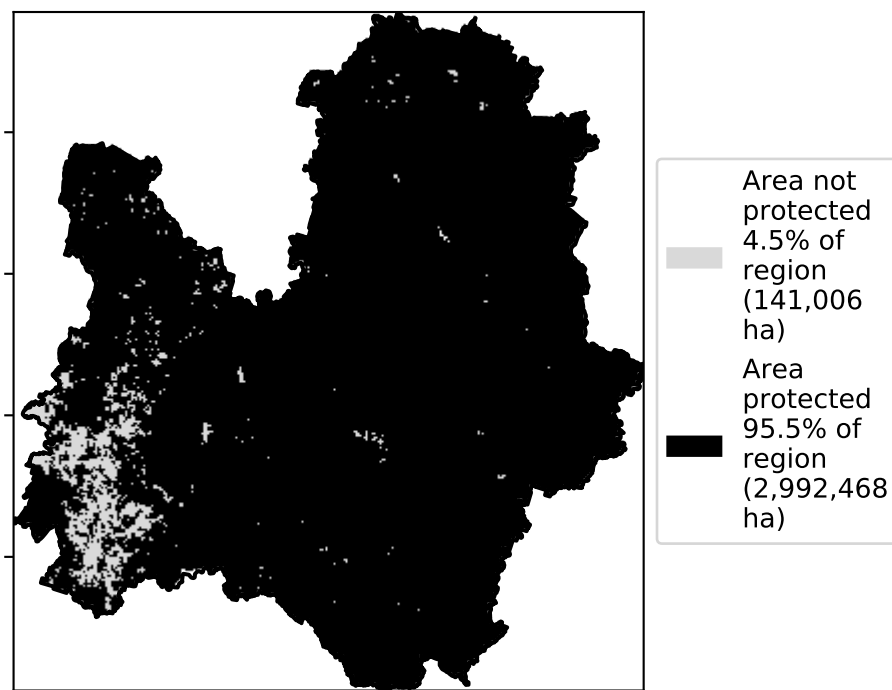 Area not
protected
4.5% of
region
(141,006
ha)
Area
protected
95.5% of
region
(2,992,468
ha)